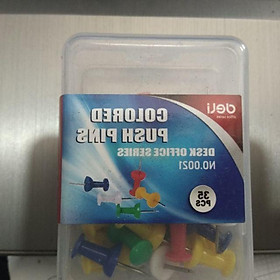 deli
COLORED
PUSH PINS
DESK OFFICE SERIES
NO.0021
35
PCS